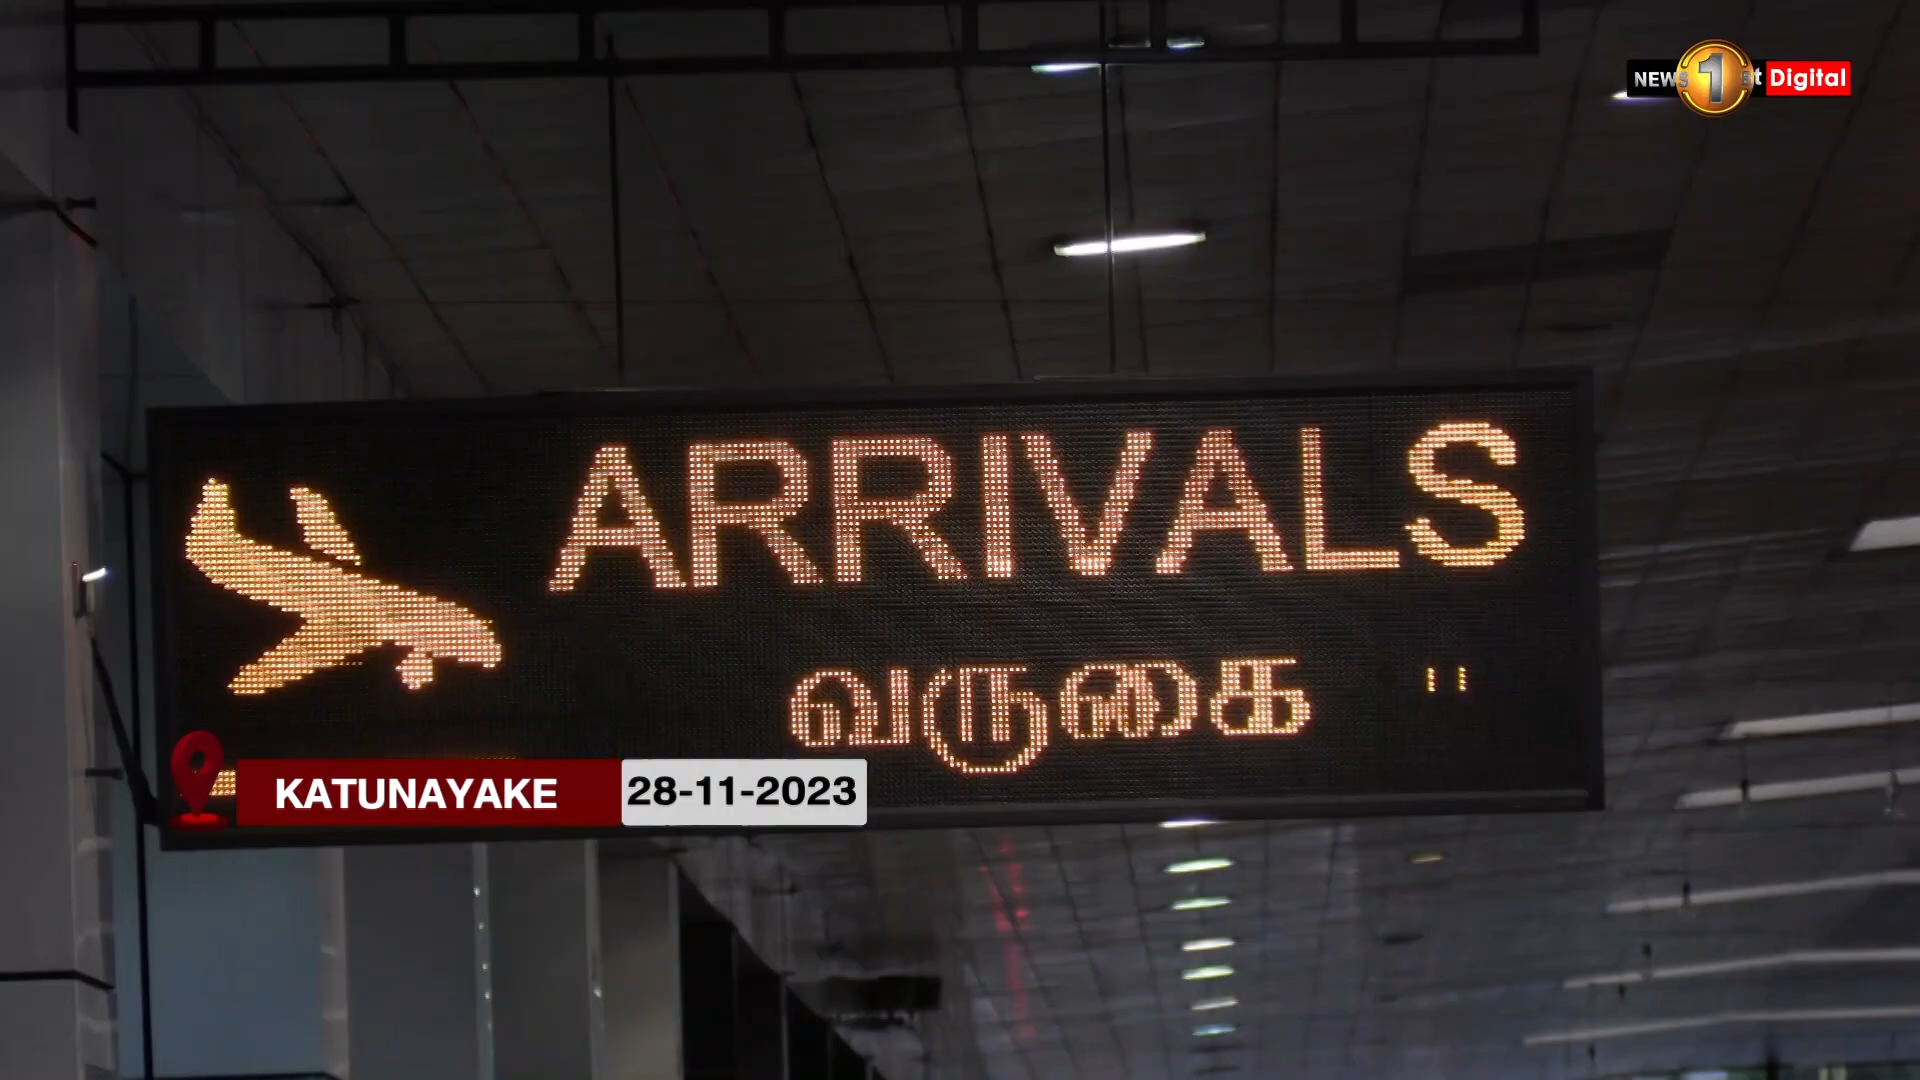 NEWS 1st Digital
ARRIVALS
வருகை
KATUNAYAKE
28-11-2023